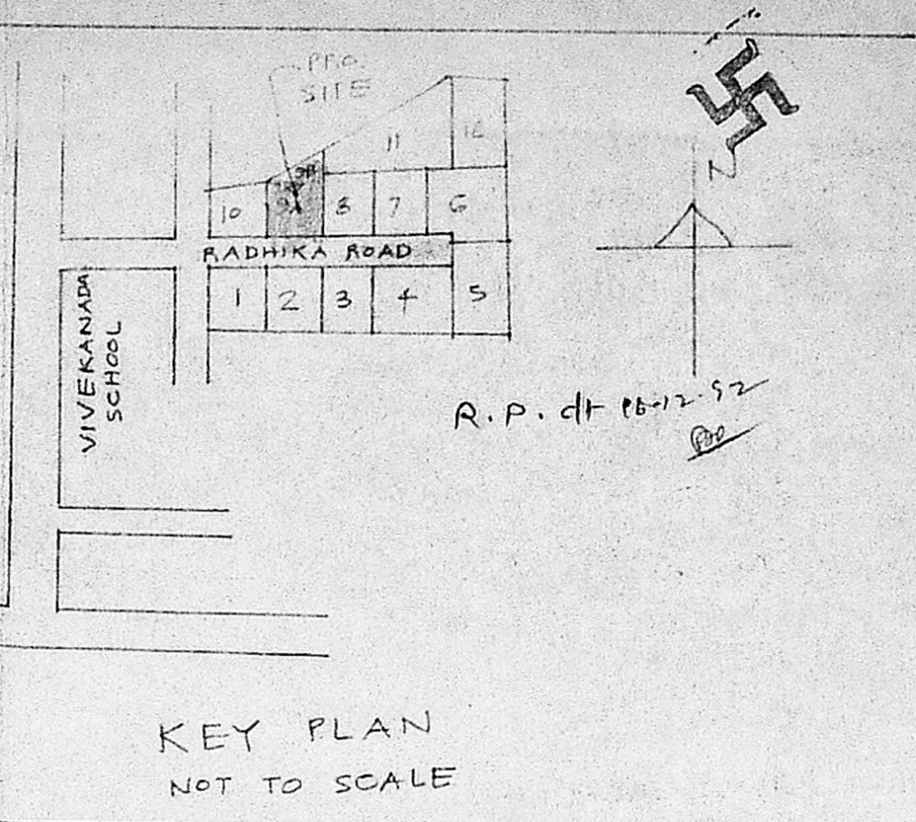 PRO.
SITE
N
11
12
10
8
7
6
RADHIKA ROAD
1
2
3
4
5
VIVEKANADA
SCHOOL
R.P. dt 16-12-92
KEY PLAN
NOT TO SCALE